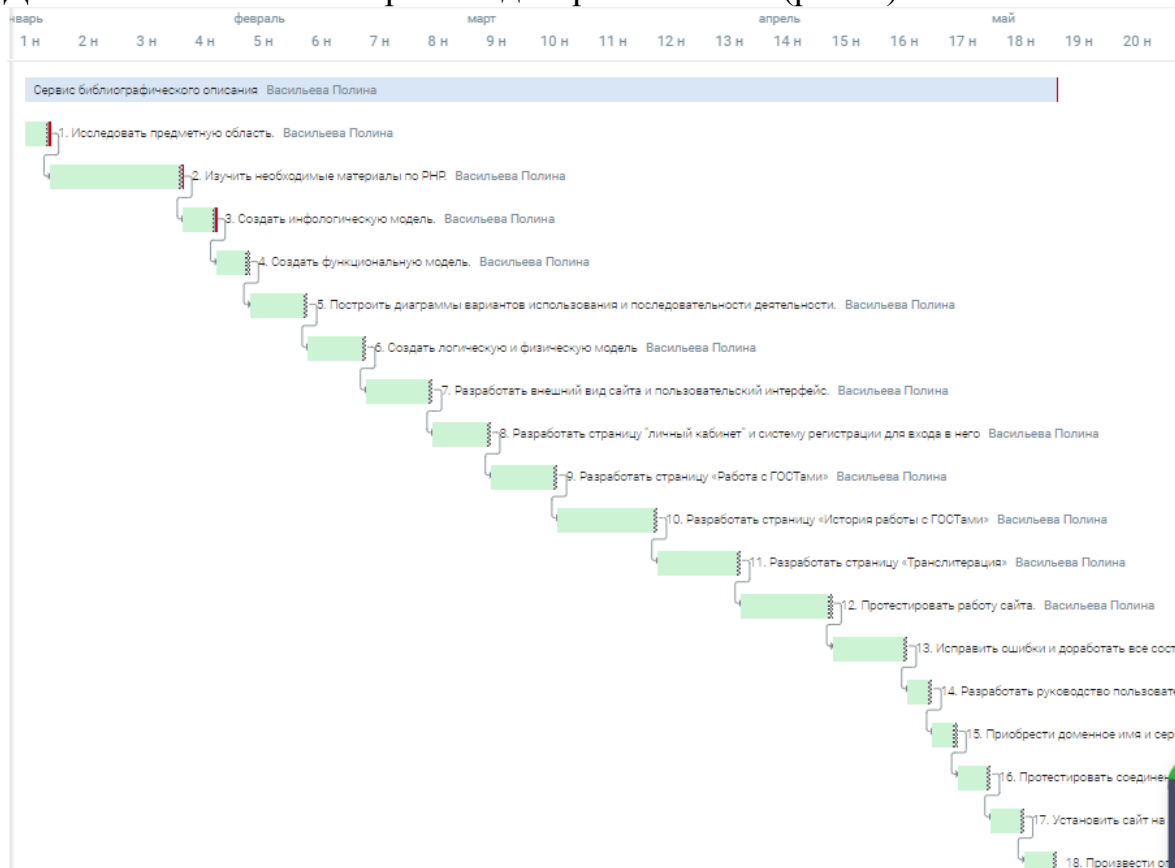 нварь февраль март апрель май
1 н 2 н 3 н 4 н 5 н 6 н 7 н 8 н 9 н 10 н 11 н 12 н 13 н 14 н 15 н 16 н 17 н 18 н 19 н 20 н
Сервис библиографического описания Васильева Полина
1. Исследовать предметную область. Васильева Полина
2. Изучить необходимые материалы по PHP. Васильева Полина
3. Создать инфологическую модель. Васильева Полина
4. Создать функциональную модель. Васильева Полина
5. Построить диаграммы вариантов использования и последовательности деятельности. Васильева Полина
6. Создать логическую и физическую модель Васильева Полина
7. Разработать внешний вид сайта и пользовательский интерфейс. Васильева Полина
8. Разработать страницу "личный кабинет" и систему регистрации для входа в него Васильева Полина
9. Разработать страницу «Работа с ГОСТами» Васильева Полина
10. Разработать страницу «История работы с ГОСТами» Васильева Полина
11. Разработать страницу «Транслитерация» Васильева Полина
12. Протестировать работу сайта. Васильева Полина
13. Исправить ошибки и доработать все сост
14. Разработать руководство пользовате
15. Приобрести доменное имя и сер
16. Протестировать соединен
17. Установить сайт на
18. Произвести